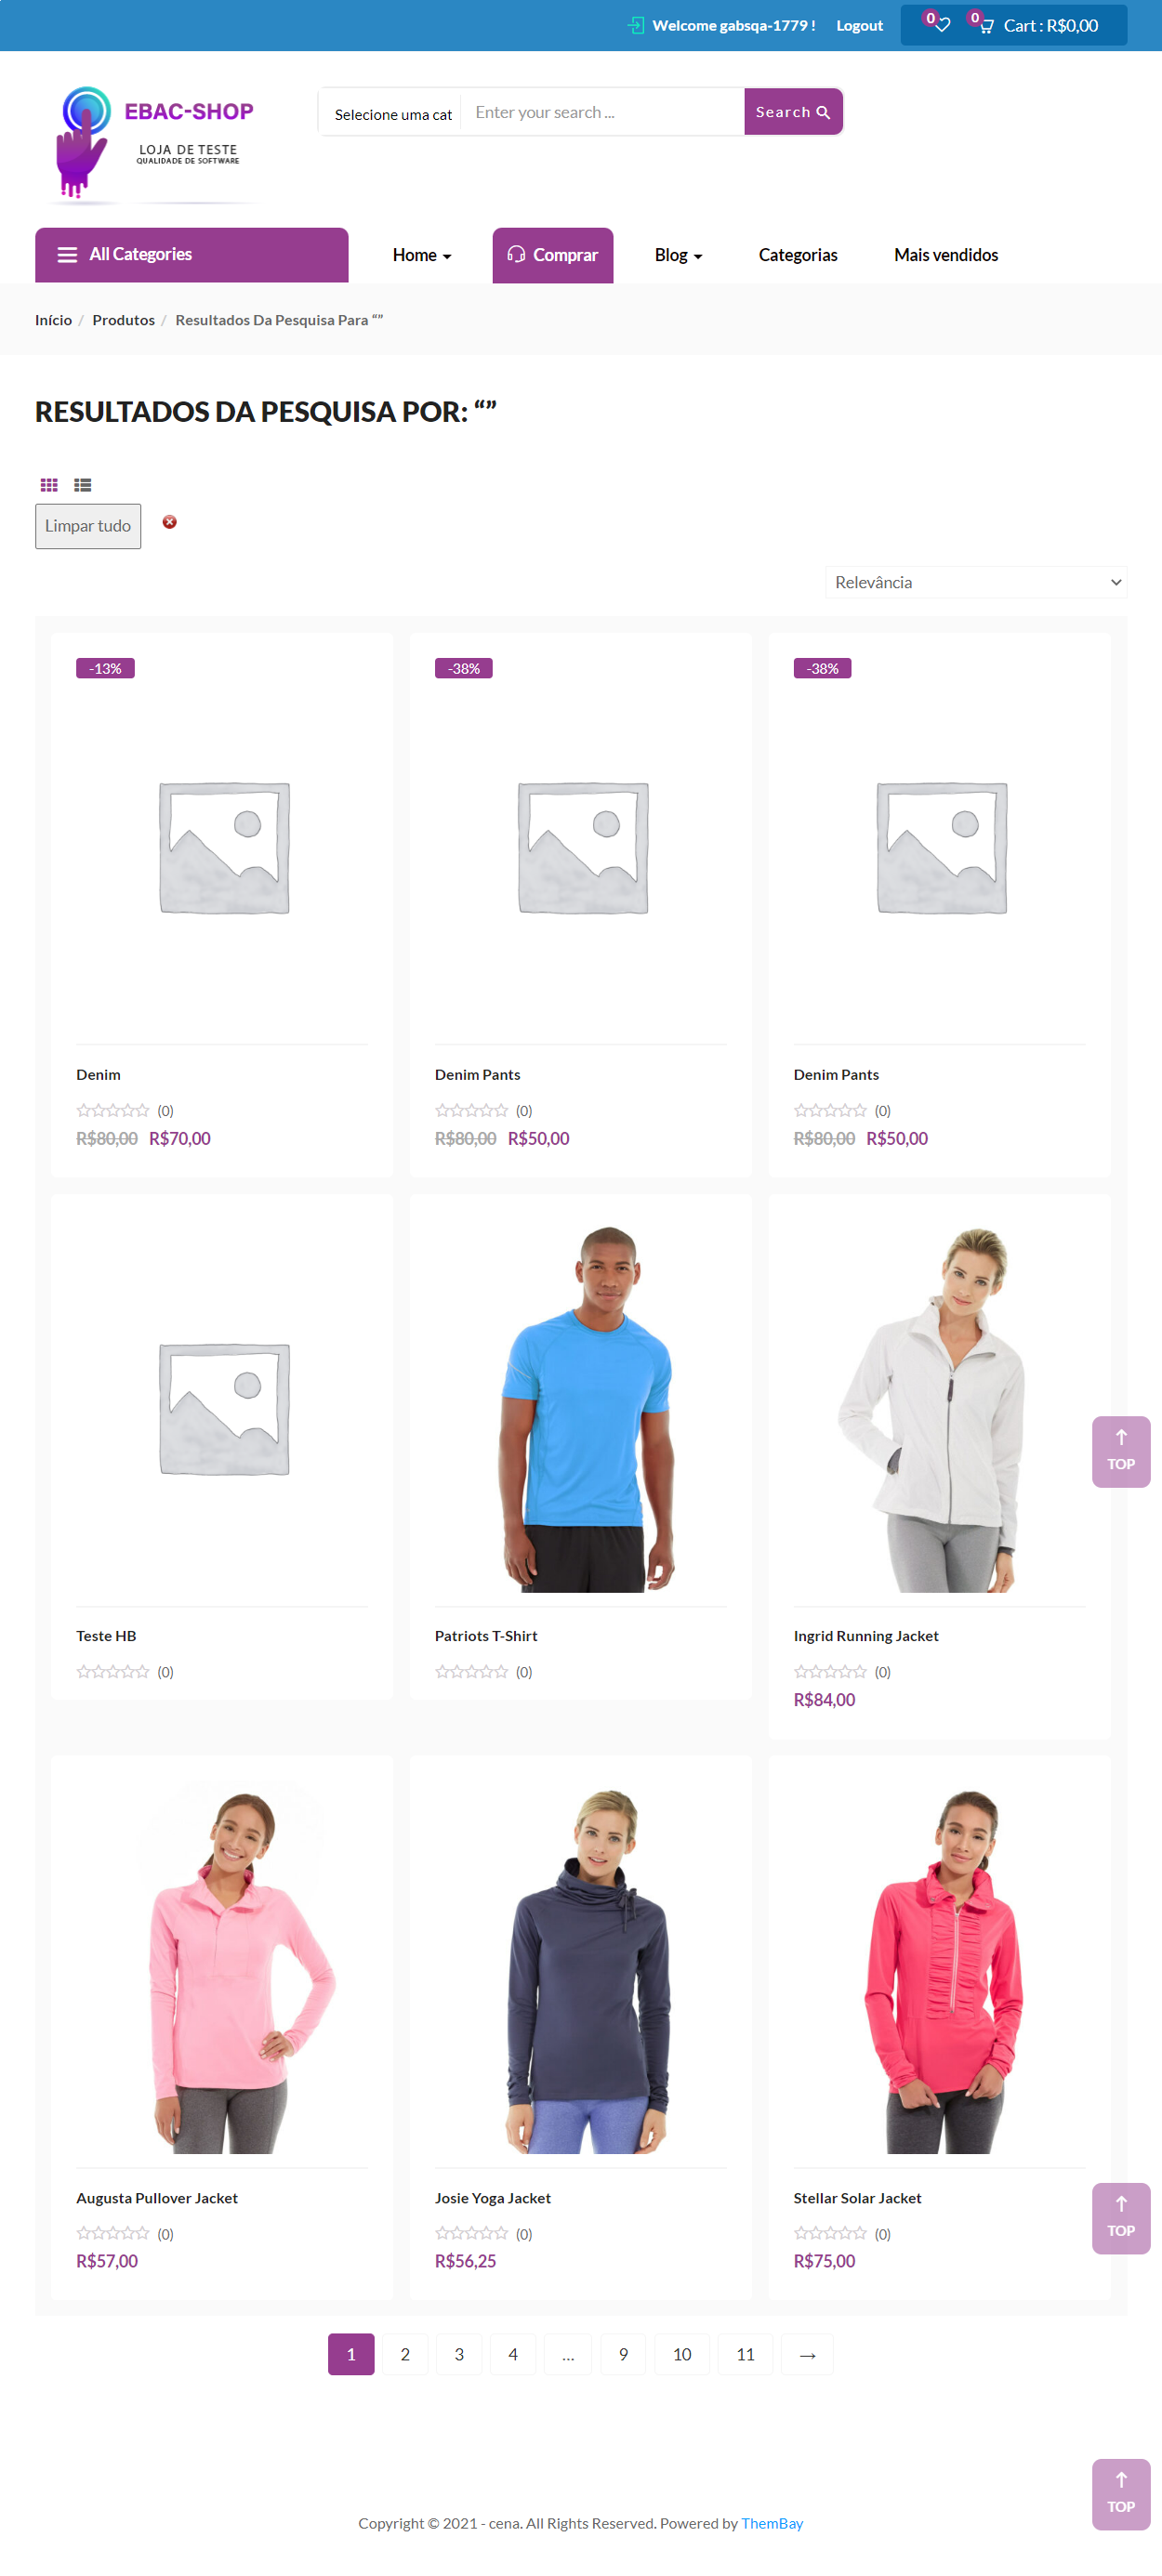 Welcome gabsqa-1779 ! Logout 0 0 Cart : R$0,00
EBAC-SHOP
LOJA DE TESTE
QUALIDADE DE SOFTWARE
Selecione uma cat Enter your search ... Search
All Categories Home Comprar Blog Categorias Mais vendidos
Início / Produtos / Resultados Da Pesquisa Para “”
RESULTADOS DA PESQUISA POR: “”
Limpar tudo
Relevância
-13% -38% -38%
Denim Denim Pants Denim Pants
(0) (0) (0)
R$80,00 R$70,00 R$80,00 R$50,00 R$80,00 R$50,00
TOP
Teste HB Patriots T-Shirt Ingrid Running Jacket
(0) (0) (0)
R$84,00
Augusta Pullover Jacket Josie Yoga Jacket Stellar Solar Jacket
TOP
(0) (0) (0)
R$57,00 R$56,25 R$75,00
1 2 3 4 … 9 10 11 →
TOP
Copyright © 2021 - cena. All Rights Reserved. Powered by ThemBay